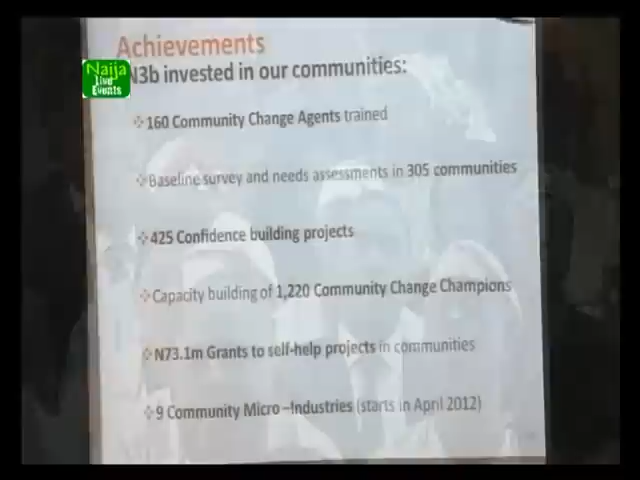 Achievements
Naija
Live
Events
N3b invested in our communities:
160 Community Change Agents trained
Baseline survey and needs assessments in 305 communities
425 Confidence building projects
Capacity building of 1,220 Community Change Champions
N73.1m Grants to self-help projects in communities
9 Community Micro –Industries (starts in April 2012)